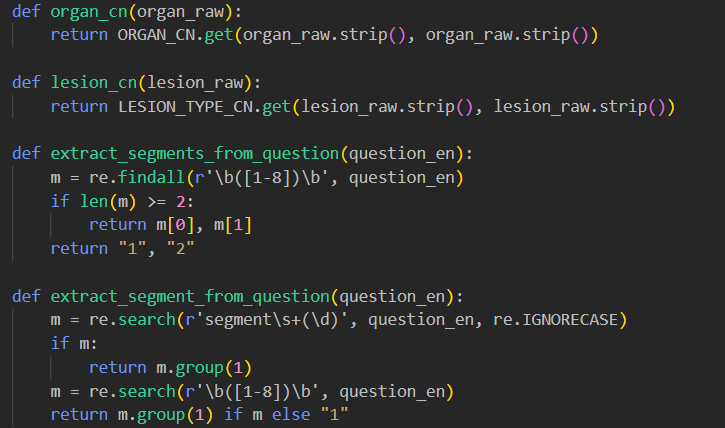 def organ_cn(organ_raw):
    return ORGAN_CN.get(organ_raw.strip(), organ_raw.strip())

def lesion_cn(lesion_raw):
    return LESION_TYPE_CN.get(lesion_raw.strip(), lesion_raw.strip())

def extract_segments_from_question(question_en):
    m = re.findall(r'\b([1-8])\b', question_en)
    if len(m) >= 2:
        return m[0], m[1]
    return "1", "2"

def extract_segment_from_question(question_en):
    m = re.search(r'segment\s+(\d)', question_en, re.IGNORECASE)
    if m:
        return m.group(1)
    m = re.search(r'\b([1-8])\b', question_en)
    return m.group(1) if m else "1"